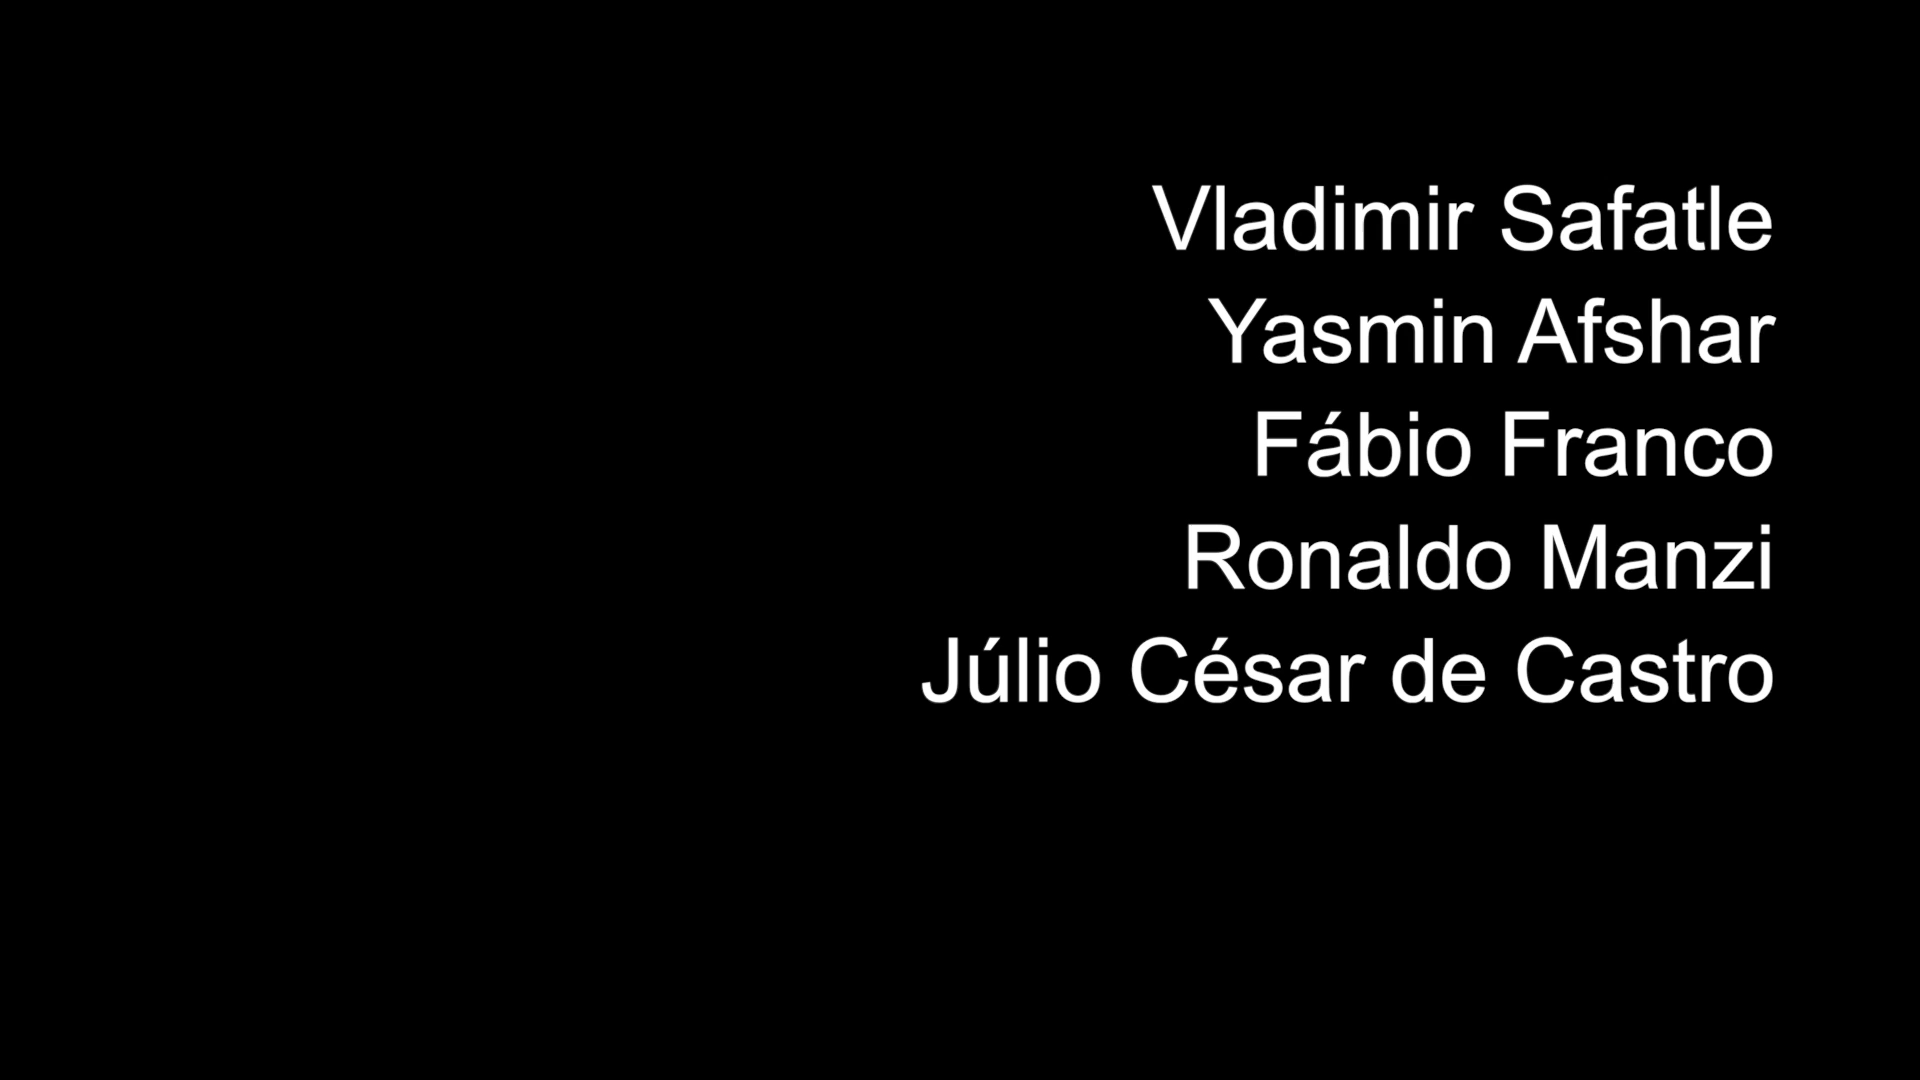 Vladimir Safatle
Yasmin Afshar
Fábio Franco
Ronaldo Manzi
Júlio César de Castro